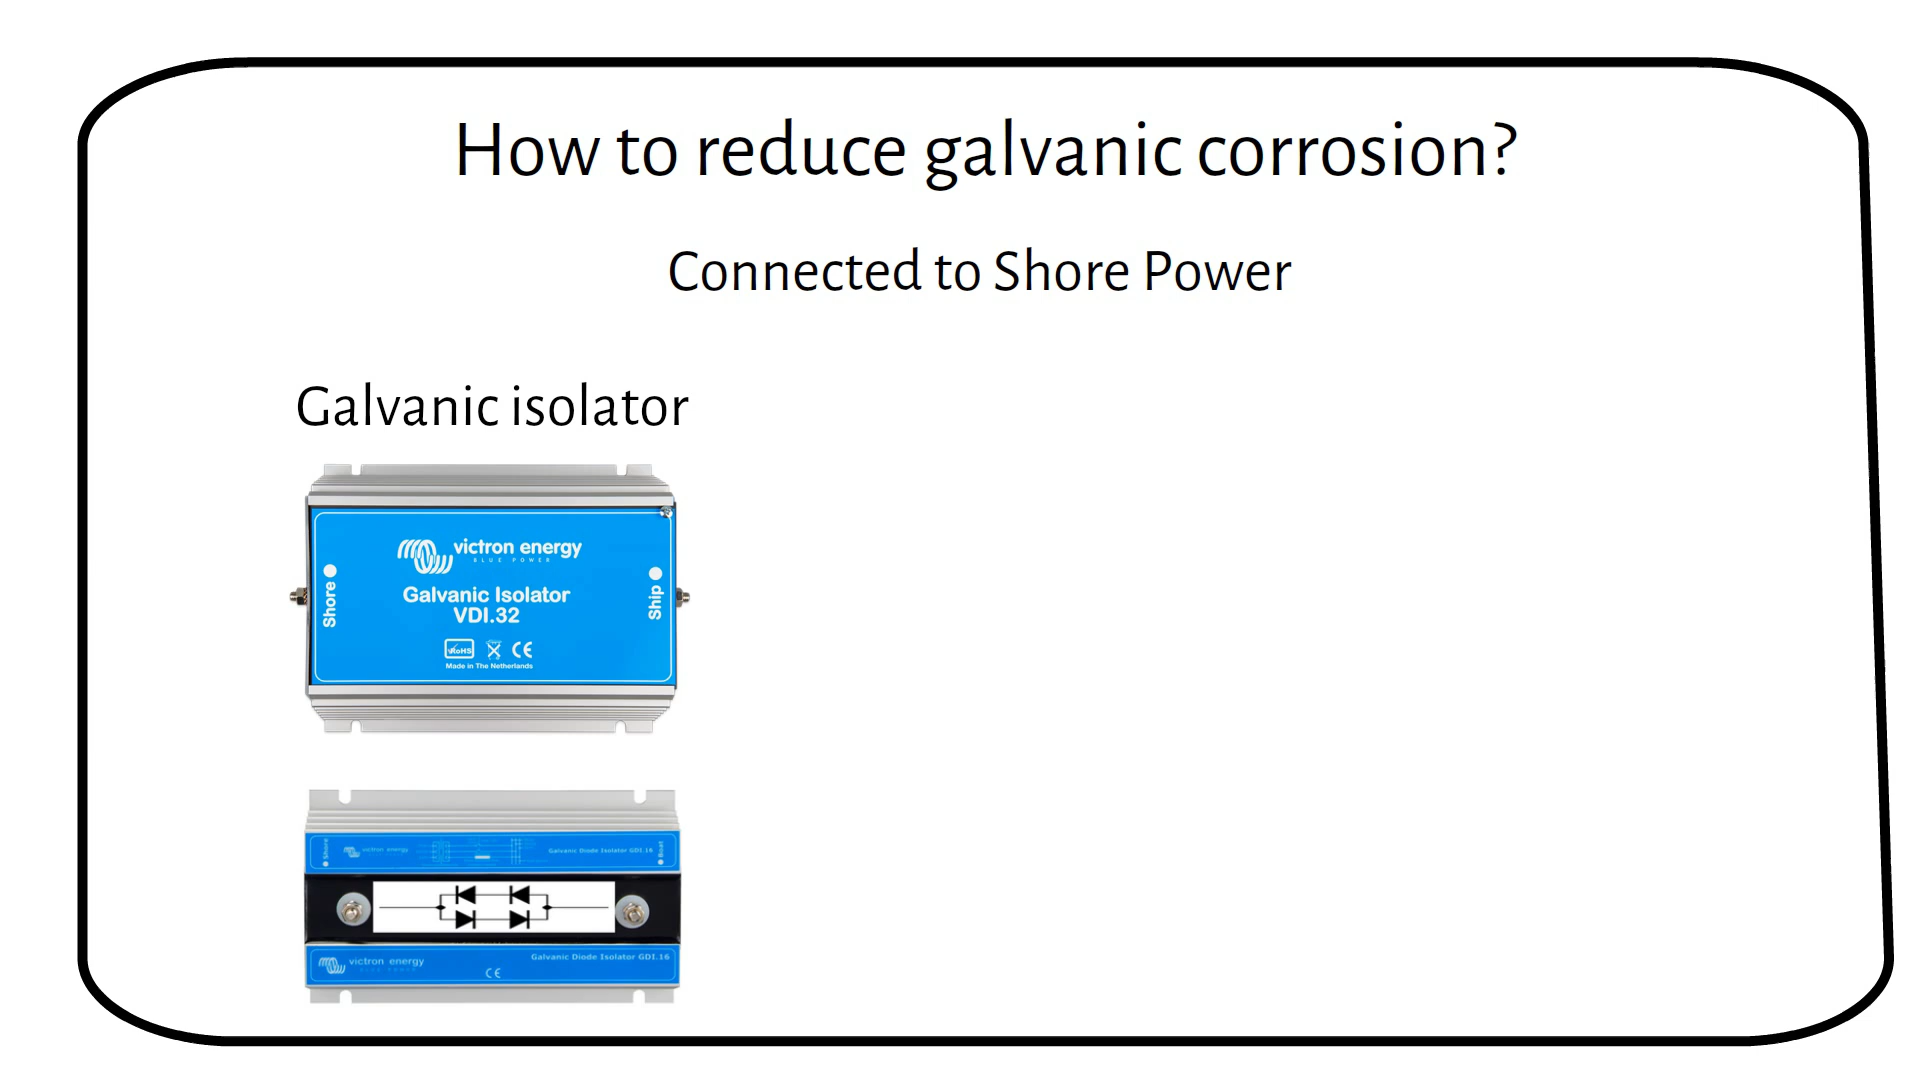 How to reduce galvanic corrosion?
Connected to Shore Power
Galvanic isolator
victron energy
BLUE POWER
Shore
Ship
Galvanic Isolator
VDI.32
RoHS
CE
Made in The Netherlands
Shore
victron energy
Galvanic Diode Isolator GDI.16
Boat
victron energy
BLUE POWER
Galvanic Diode Isolator GDI.16
CE